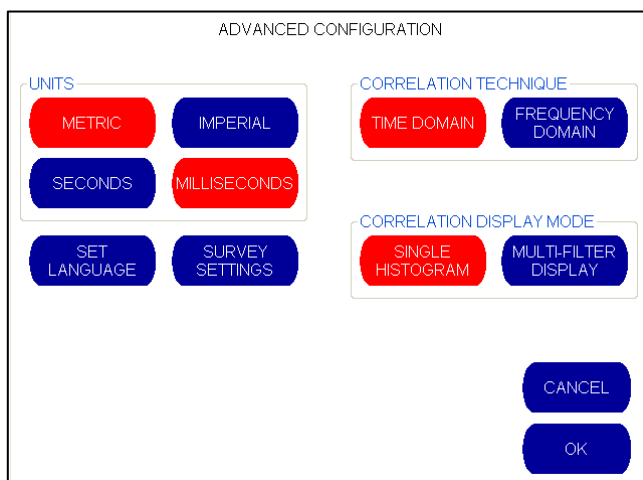 ADVANCED CONFIGURATION
UNITS
METRIC
IMPERIAL
SECONDS
MILLISECONDS
SET
LANGUAGE
SURVEY
SETTINGS
CORRELATION TECHNIQUE
TIME DOMAIN
FREQUENCY
DOMAIN
CORRELATION DISPLAY MODE
SINGLE
HISTOGRAM
MULTI-FILTER
DISPLAY
CANCEL
OK